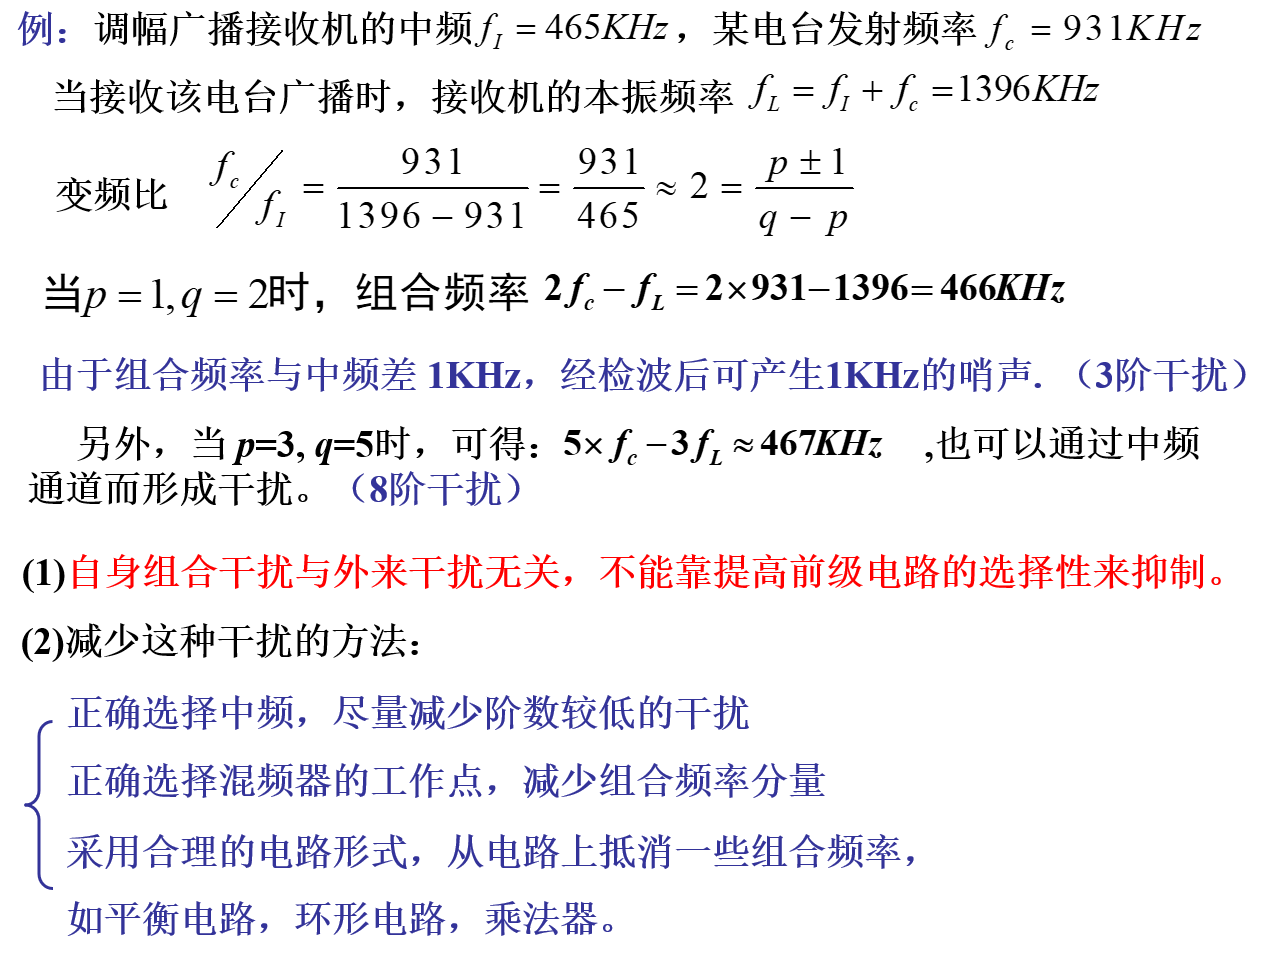 例：调幅广播接收机的中频 f_I = 465KHz ，某电台发射频率 f_c = 931KHz
当接收该电台广播时，接收机的本振频率 f_L = f_I + f_c = 1396KHz
变频比 f_c/f_I = 931/(1396 − 931) = 931/465 ≈ 2 = (p ± 1)/(q − p)
当p = 1, q = 2时，组合频率 2f_c − f_L = 2×931−1396 = 466KHz
由于组合频率与中频差 1KHz，经检波后可产生1KHz的哨声.（3阶干扰）
另外，当 p=3, q=5时，可得：5× f_c − 3f_L ≈ 467KHz ,也可以通过中频
通道而形成干扰。（8阶干扰）
(1)自身组合干扰与外来干扰无关，不能靠提高前级电路的选择性来抑制。
(2)减少这种干扰的方法：
正确选择中频，尽量减少阶数较低的干扰
正确选择混频器的工作点，减少组合频率分量
采用合理的电路形式，从电路上抵消一些组合频率，
如平衡电路，环形电路，乘法器。